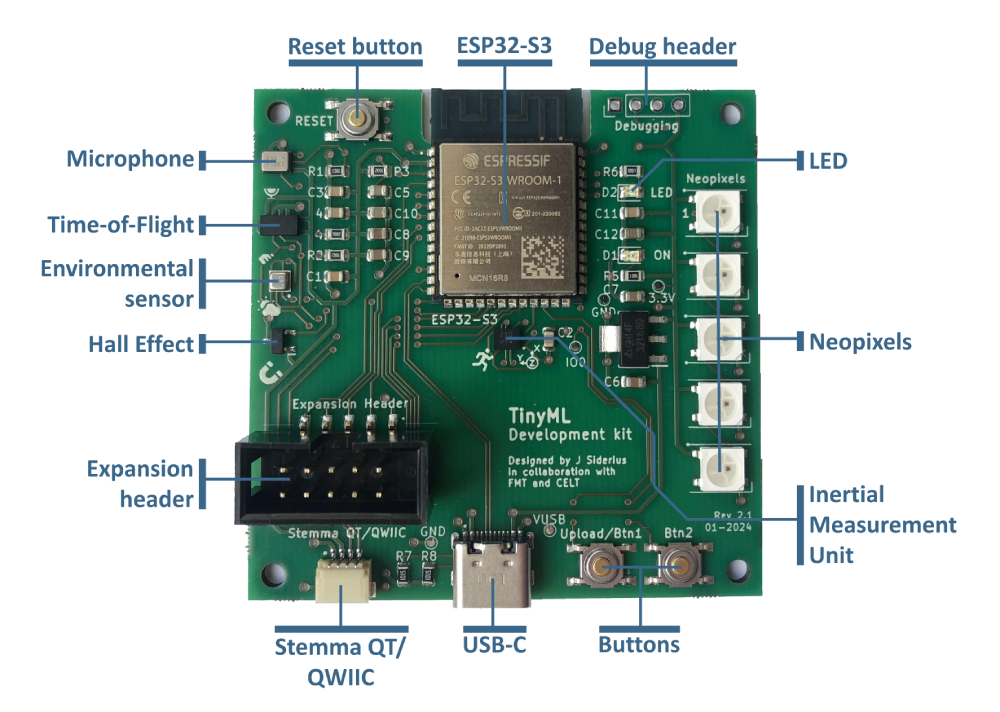 Reset button
ESP32-S3
Debug header
Microphone
Time-of-Flight
Environmental
sensor
Hall Effect
Expansion
header
Stemma QT/
QWIIC
USB-C
Buttons
LED
Neopixels
Inertial
Measurement
Unit
RESET
Debugging
R1
R3
C3
C5
4
C10
4
C8
R2
C9
C1
ESPRESSIF
ESP32-S3-WROOM-1
CE
MCN16R8
ESP32-S3
R6
D2
LED
C11
C12
D1
ON
R5
C7
3.3V
GND
C6
C2
X
Y
Z
IO0
Neopixels
1
Expansion Header
TinyML
Development kit
Designed by J Siderius
in collaboration with
FMT and CELT
Rev 2.1
01-2024
Stemma QT/QWIIC
GND
VUSB
R7
R8
Upload/Btn1
Btn2